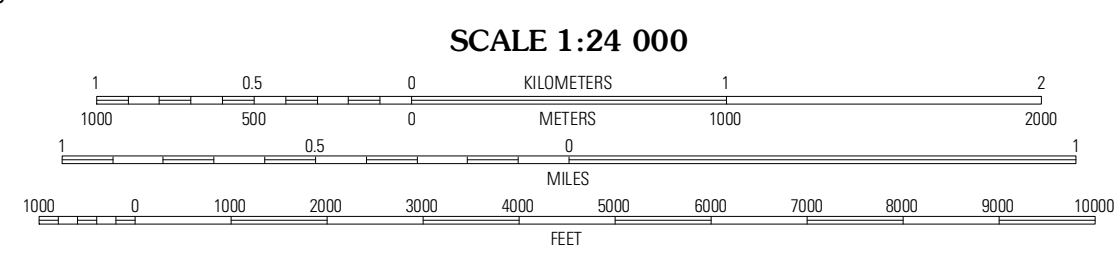 SCALE 1:24 000
1 0.5 0 KILOMETERS 1 2
1000 500 0 METERS 1000 2000
1 0.5 0 1
MILES
1000 0 1000 2000 3000 4000 5000 6000 7000 8000 9000 10000
FEET